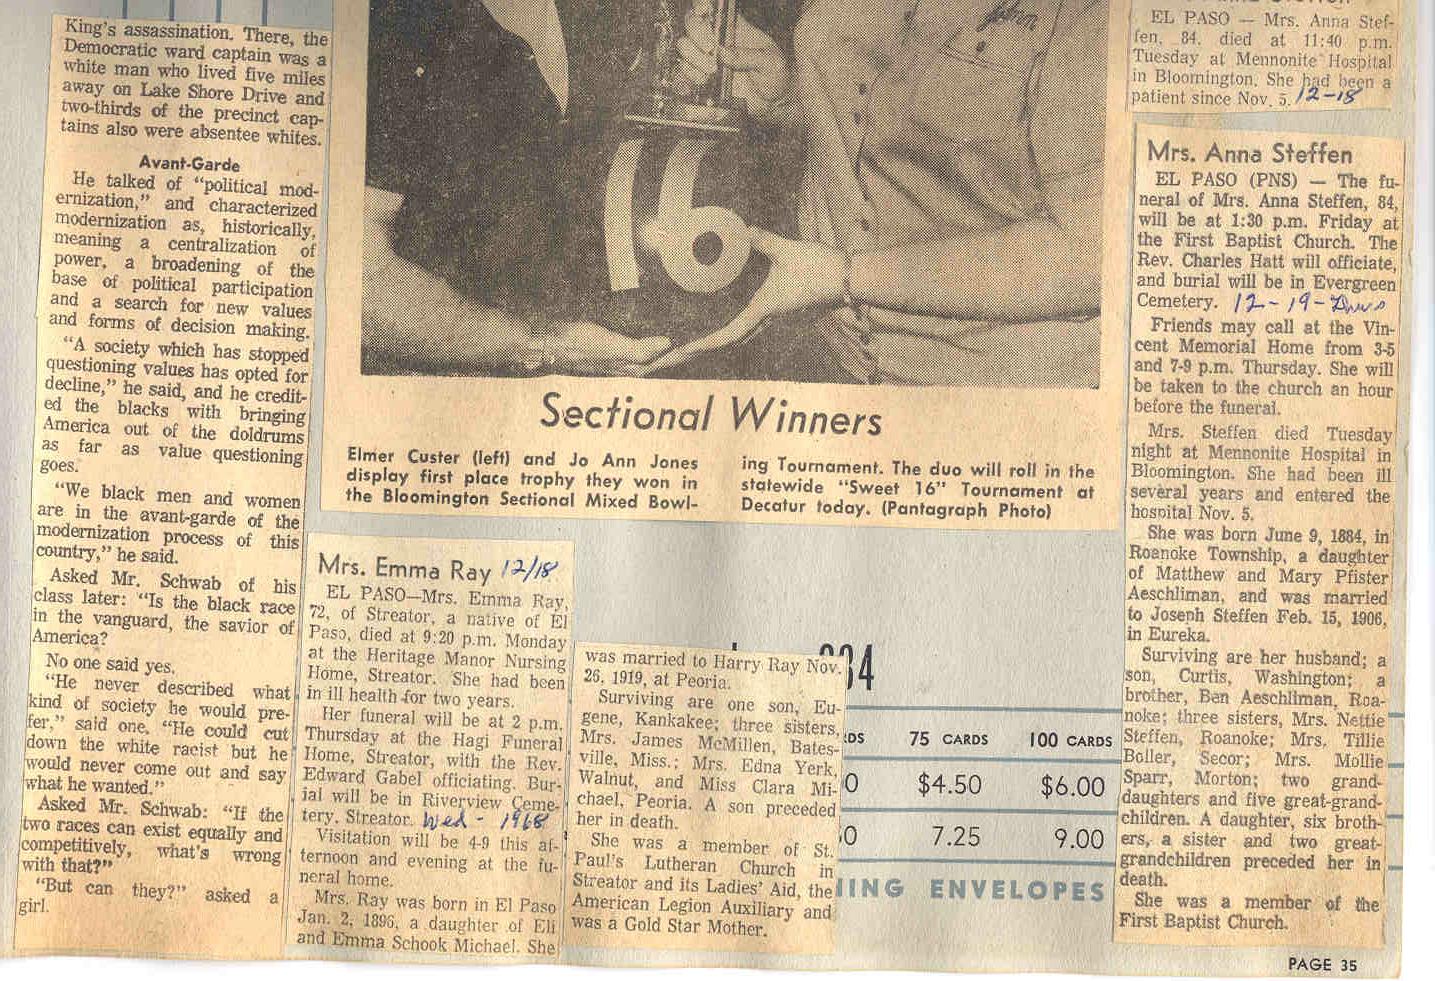 King's assassination. There, the
Democratic ward captain was a
white man who lived five miles
away on Lake Shore Drive and
two-thirds of the precinct cap-
tains also were absentee whites.
Avant-Garde
He talked of "political mod-
ernization," and characterized
modernization as, historically,
meaning a centralization of
power, a broadening of the
base of political participation
and a search for new values
and forms of decision making.
"A society which has stopped
questioning values has opted for
decline," he said, and he credit-
ed the blacks with bringing
America out of the doldrums
as far as value questioning
goes.
"We black men and women
are in the avant-garde of the
modernization process of this
country," he said.
Asked Mr. Schwab of his
class later: "Is the black race
in the vanguard, the savior of
America?
No one said yes.
"He never described what
kind of society he would pre-
fer," said one. "He could cut
down the white racist but he
would never come out and say
what he wanted."
Asked Mr. Schwab: "If the
two races can exist equally and
competitively, what's wrong
with that?"
"But can they?" asked a
girl.
John
16
Sectional Winners
Elmer Custer (left) and Jo Ann Jones
display first place trophy they won in
the Bloomington Sectional Mixed Bowl-
ing Tournament. The duo will roll in the
statewide "Sweet 16" Tournament at
Decatur today. (Pantagraph Photo)
Mrs. Emma Ray 12/18
EL PASO—Mrs. Emma Ray,
72, of Streator, a native of El
Paso, died at 9:20 p.m. Monday
at the Heritage Manor Nursing
Home, Streator. She had been
in ill health for two years.
Her funeral will be at 2 p.m.
Thursday at the Hagi Funeral
Home, Streator, with the Rev.
Edward Gabel officiating. Bur-
ial will be in Riverview Ceme-
tery, Streator. Wed - 1968
Visitation will be 4-9 this af-
ternoon and evening at the fu-
neral home.
Mrs. Ray was born in El Paso
Jan. 2, 1896, a daughter of Eli
and Emma Schook Michael. She
was married to Harry Ray Nov.
26, 1919, at Peoria.
Surviving are one son, Eu-
gene, Kankakee; three sisters,
Mrs. James McMillen, Bates-
ville, Miss.; Mrs. Edna Yerk,
Walnut, and Miss Clara Mi-
chael, Peoria. A son preceded
her in death.
She was a member of St.
Paul's Lutheran Church in
Streator and its Ladies' Aid, the
American Legion Auxiliary and
was a Gold Star Mother.
34
DS 75 CARDS 100 CARDS
0 $4.50 $6.00
0 7.25 9.00
ING ENVELOPES
EL PASO — Mrs. Anna Stef-
fen, 84, died at 11:40 p.m.
Tuesday at Mennonite Hospital
in Bloomington. She had been a
patient since Nov. 5. 12-18
Mrs. Anna Steffen
EL PASO (PNS) — The fu-
neral of Mrs. Anna Steffen, 84,
will be at 1:30 p.m. Friday at
the First Baptist Church. The
Rev. Charles Hatt will officiate,
and burial will be in Evergreen
Cemetery. 12-19-
Friends may call at the Vin-
cent Memorial Home from 3-5
and 7-9 p.m. Thursday. She will
be taken to the church an hour
before the funeral.
Mrs. Steffen died Tuesday
night at Mennonite Hospital in
Bloomington. She had been ill
several years and entered the
hospital Nov. 5.
She was born June 9, 1884, in
Roanoke Township, a daughter
of Matthew and Mary Pfister
Aeschliman, and was married
to Joseph Steffen Feb. 15, 1906,
in Eureka.
Surviving are her husband; a
son, Curtis, Washington; a
brother, Ben Aeschliman, Roa-
noke; three sisters, Mrs. Nettie
Steffen, Roanoke; Mrs. Tillie
Boller, Secor; Mrs. Mollie
Sparr, Morton; two grand-
daughters and five great-grand-
children. A daughter, six broth-
ers, a sister and two great-
grandchildren preceded her in
death.
She was a member of the
First Baptist Church.
PAGE 35